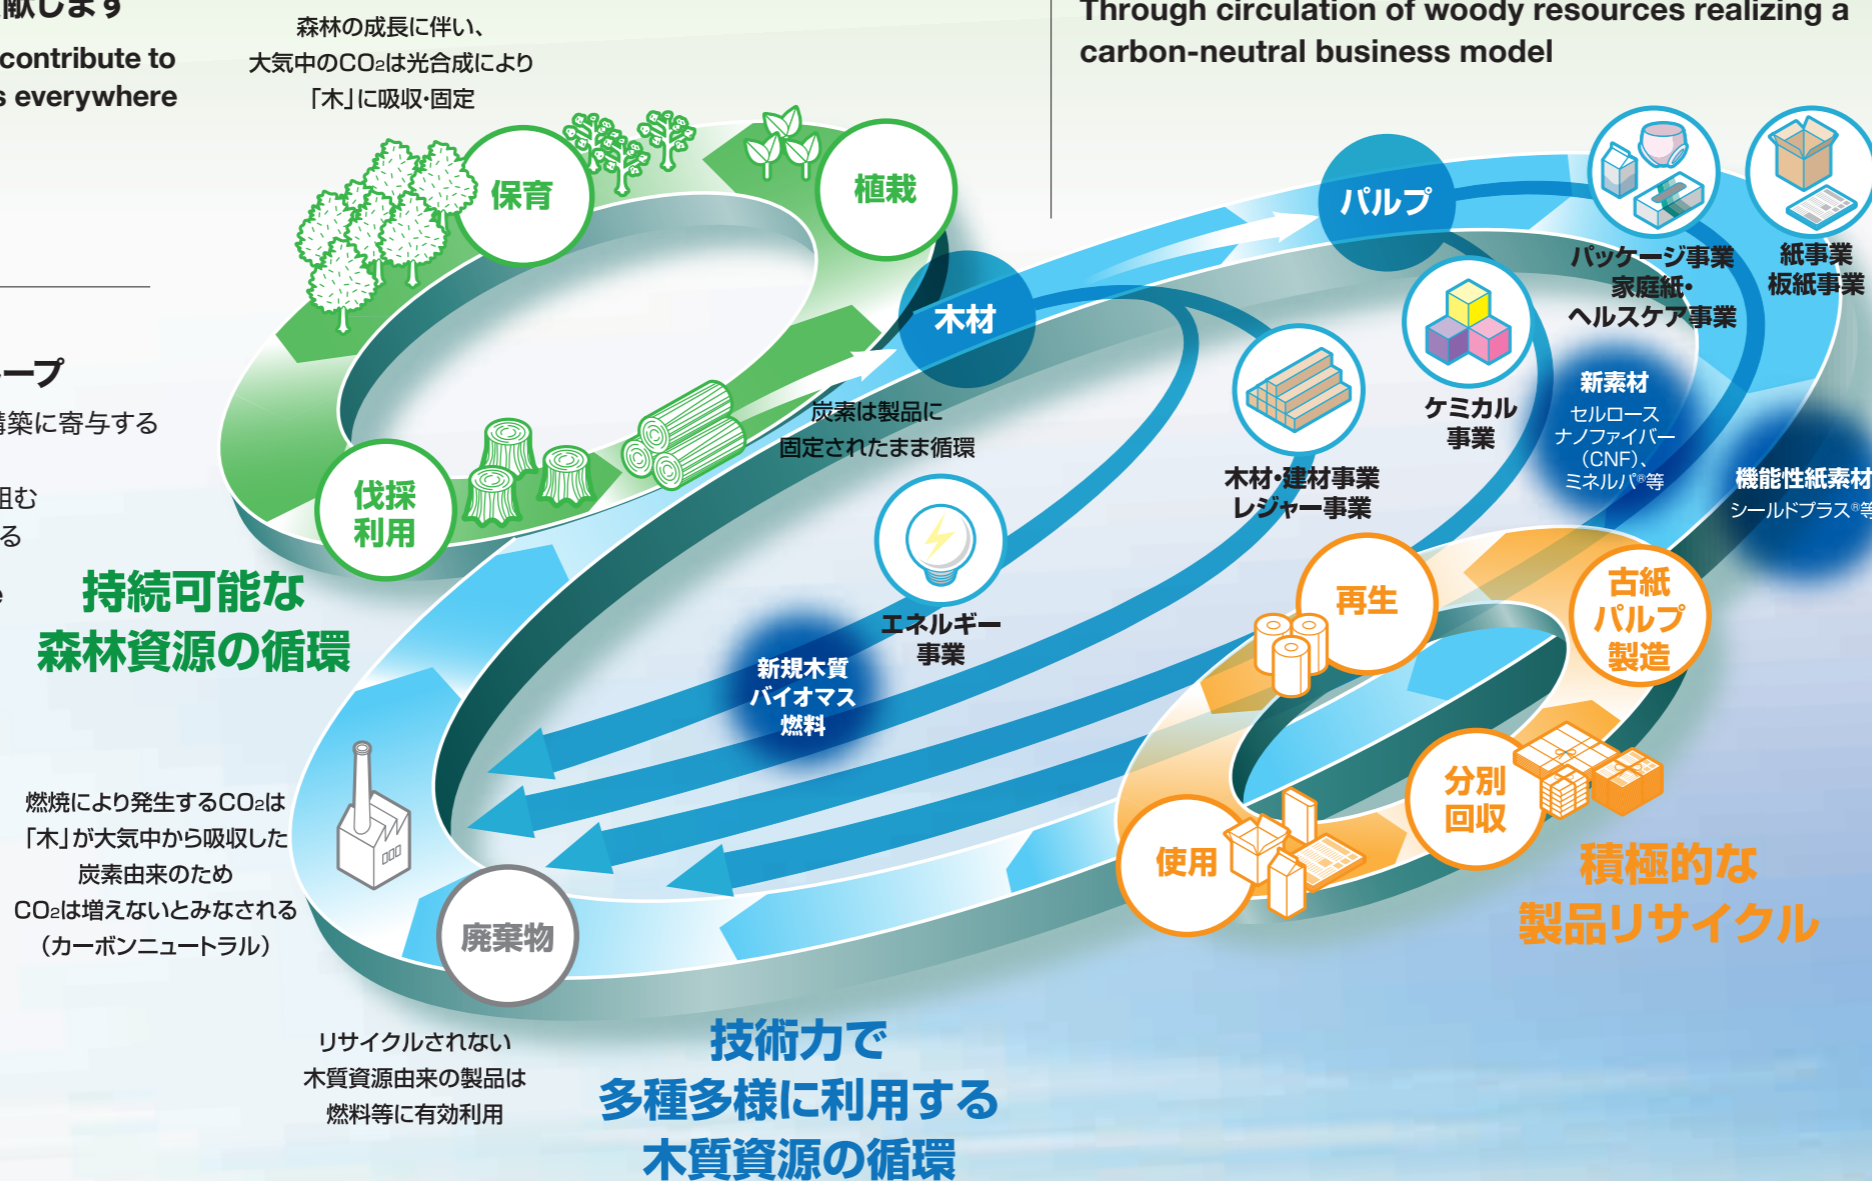 献します
contribute to
s everywhere
ループ
構築に寄与する
組む
る
e
森林の成長に伴い、
大気中のCO₂は光合成により
「木」に吸収・固定
Through circulation of woody resources realizing a
carbon-neutral business model
保育
植栽
伐採
利用
持続可能な
森林資源の循環
木材
パルプ
炭素は製品に
固定されたまま循環
パッケージ事業
家庭紙・
ヘルスケア事業
紙事業
板紙事業
ケミカル
事業
木材・建材事業
レジャー事業
新素材
セルロース
ナノファイバー
（CNF）、
ミネルパ®等
機能性紙素材
シールドプラス®等
エネルギー
事業
新規木質
バイオマス
燃料
再生
古紙
パルプ
製造
分別
回収
使用
積極的な
製品リサイクル
燃焼により発生するCO₂は
「木」が大気中から吸収した
炭素由来のため
CO₂は増えないとみなされる
（カーボンニュートラル）
廃棄物
リサイクルされない
木質資源由来の製品は
燃料等に有効利用
技術力で
多種多様に利用する
木質資源の循環